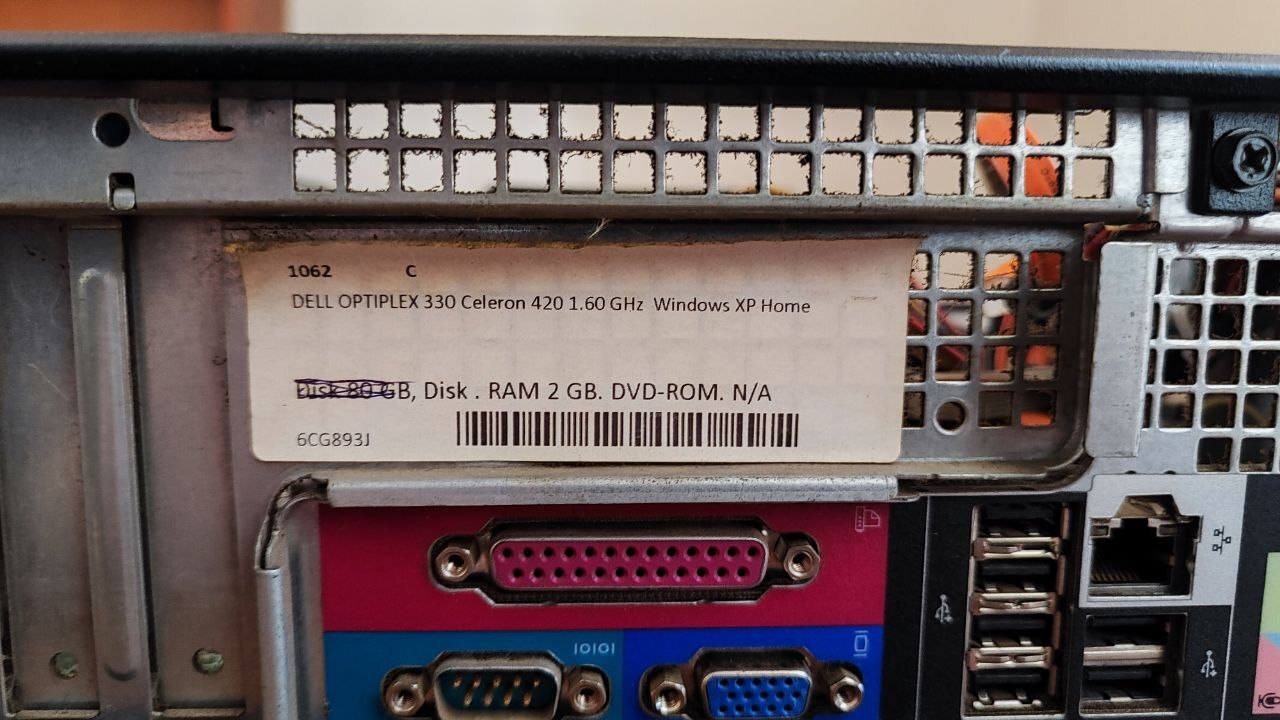 1062 C
DELL OPTIPLEX 330 Celeron 420 1.60 GHz Windows XP Home
Disk 80 GB, Disk . RAM 2 GB. DVD-ROM. N/A
6CG893J
10101